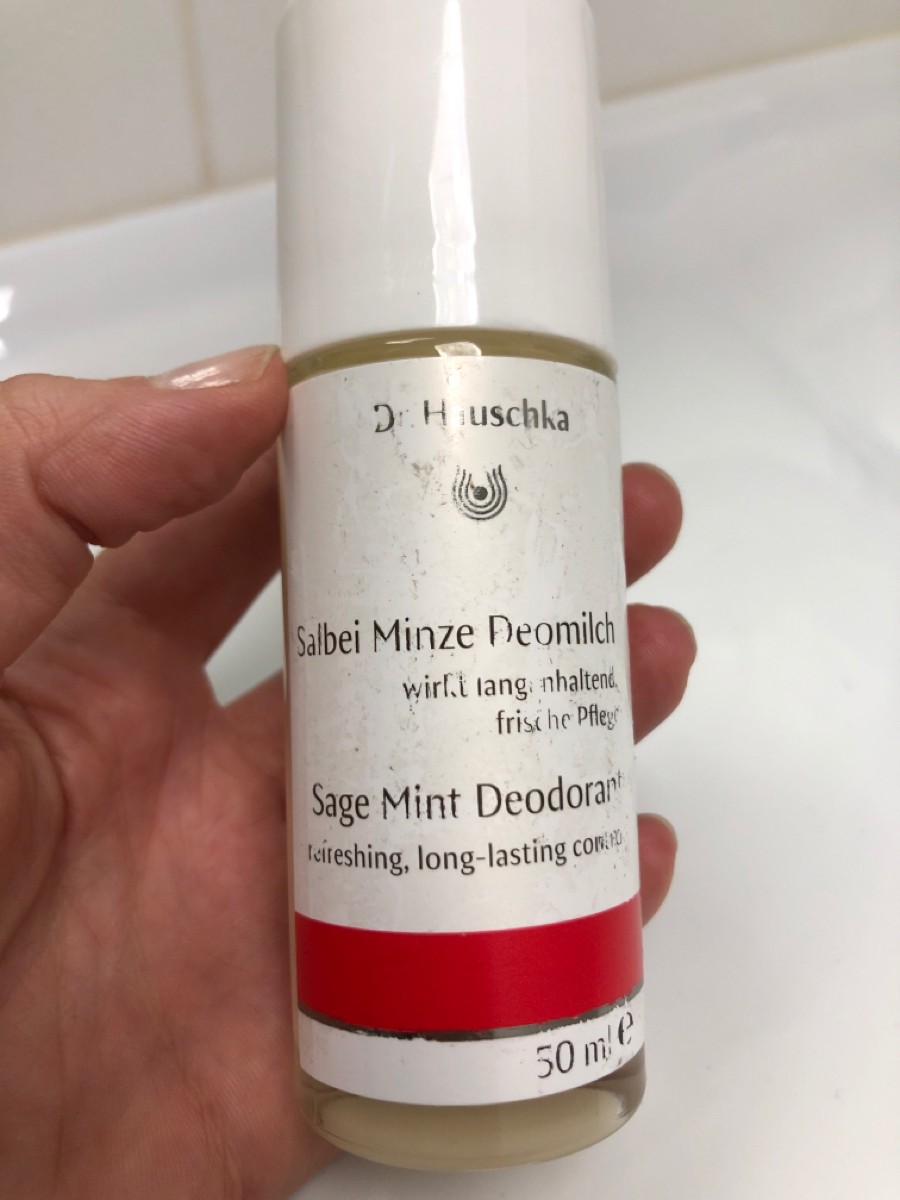 Dr. Hauschka
Salbei Minze Deomilch
wirkt langanhaltend,
frische Pflege
Sage Mint Deodorant
refreshing, long-lasting control
50 ml e